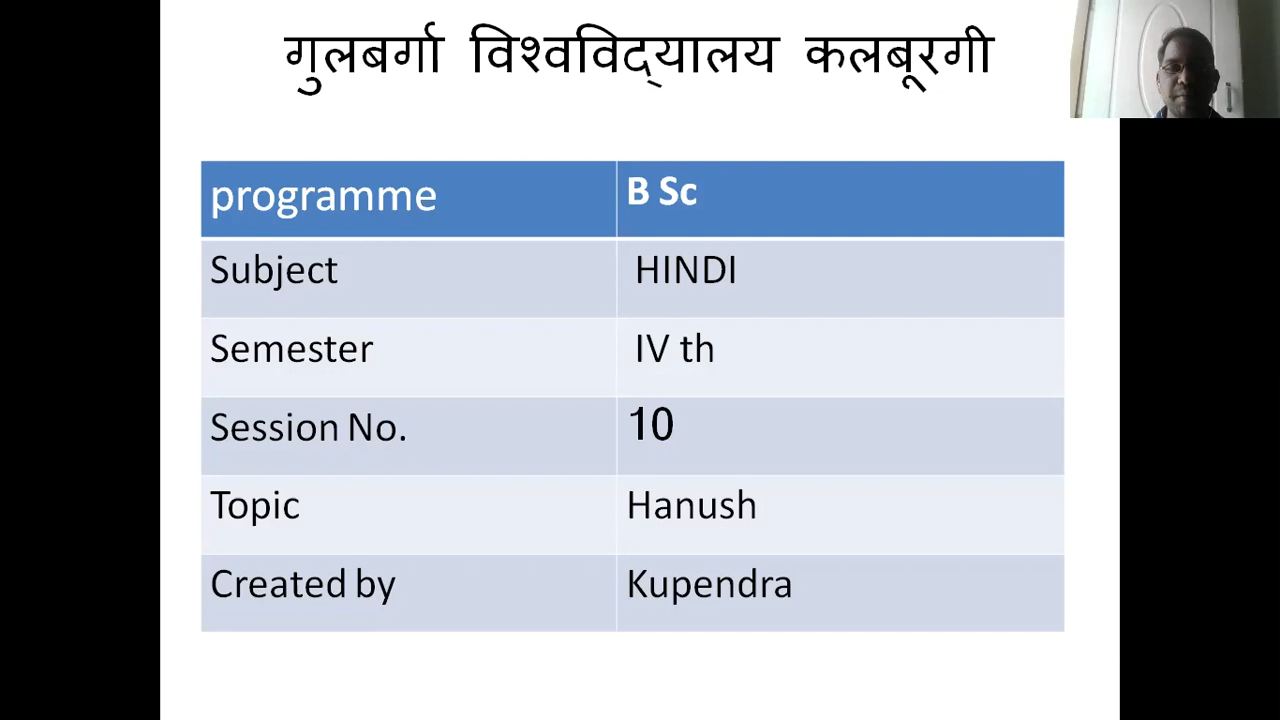 गुलबर्गा विश्वविद्‌यालय कलबूरगी
programme B Sc
Subject HINDI
Semester IV th
Session No. 10
Topic Hanush
Created by Kupendra